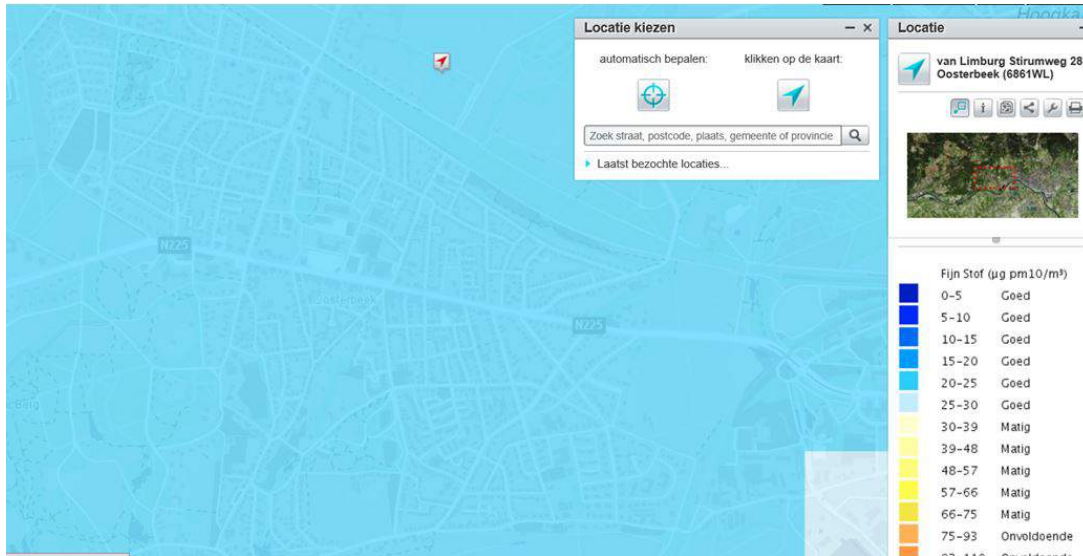 Hoogka
Locatie kiezen
automatisch bepalen:
klikken op de kaart:
Zoek straat, postcode, plaats, gemeente of provincie
Laatst bezochte locaties...
Locatie
van Limburg Stirumweg 28
Oosterbeek (6861WL)
N225
Oosterbeek
N225
Berg
Fijn Stof (µg pm10/m³)
0-5 Goed
5-10 Goed
10-15 Goed
15-20 Goed
20-25 Goed
25-30 Goed
30-39 Matig
39-48 Matig
48-57 Matig
57-66 Matig
66-75 Matig
75-93 Onvoldoende